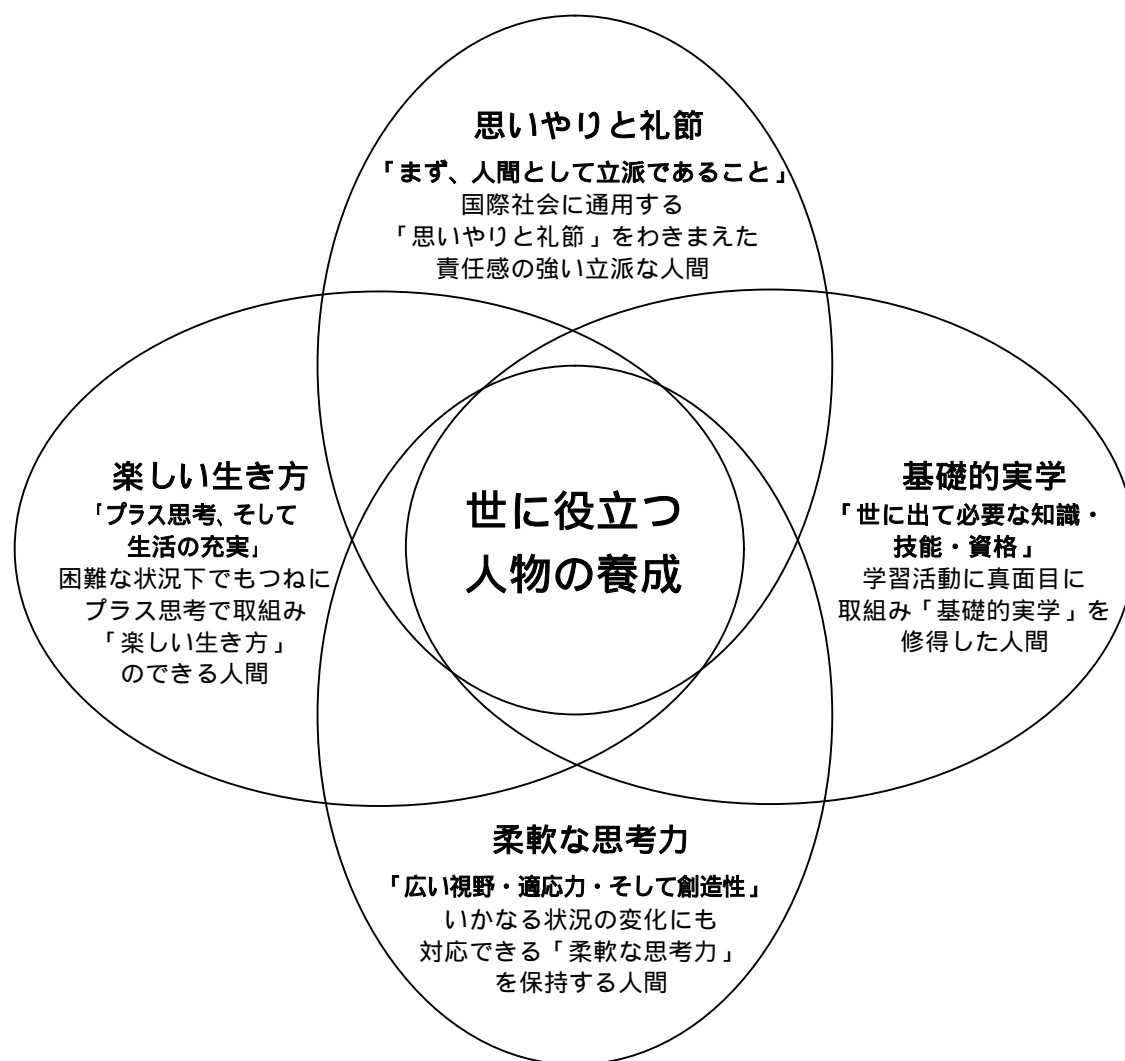 思いやりと礼節
「まず、人間として立派であること」
国際社会に通用する
「思いやりと礼節」をわきまえた
責任感の強い立派な人間
楽しい生き方
「プラス思考、そして
生活の充実」
困難な状況下でもつねに
プラス思考で取組み
「楽しい生き方」
のできる人間
世に役立つ
人物の養成
基礎的実学
「世に出て必要な知識・
技能・資格」
学習活動に真面目に
取組み「基礎的実学」を
修得した人間
柔軟な思考力
「広い視野・適応力・そして創造性」
いかなる状況の変化にも
対応できる「柔軟な思考力」
を保持する人間